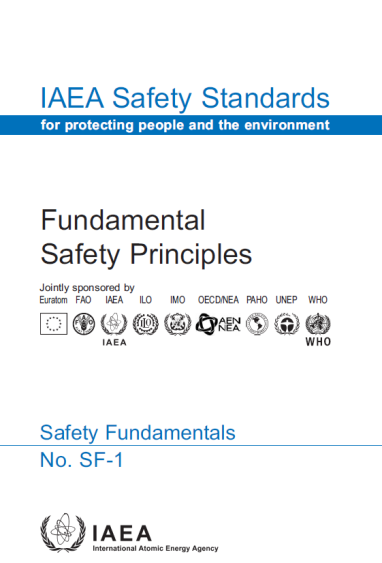 IAEA Safety Standards
for protecting people and the environment
Fundamental
Safety Principles
Jointly sponsored by
Euratom FAO IAEA ILO IMO OECD/NEA PAHO UNEP WHO
AEN
NEA
IAEA
WHO
Safety Fundamentals
No. SF-1
IAEA
International Atomic Energy Agency